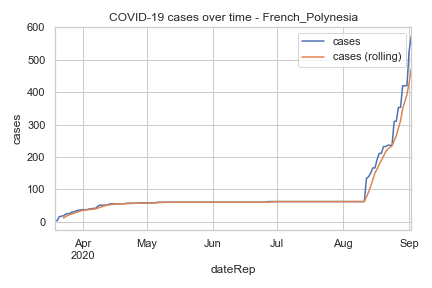 COVID-19 cases over time - French_Polynesia
cases
cases (rolling)
600
500
400
300
200
100
0
cases
Apr
2020
May
Jun
Jul
Aug
Sep
dateRep